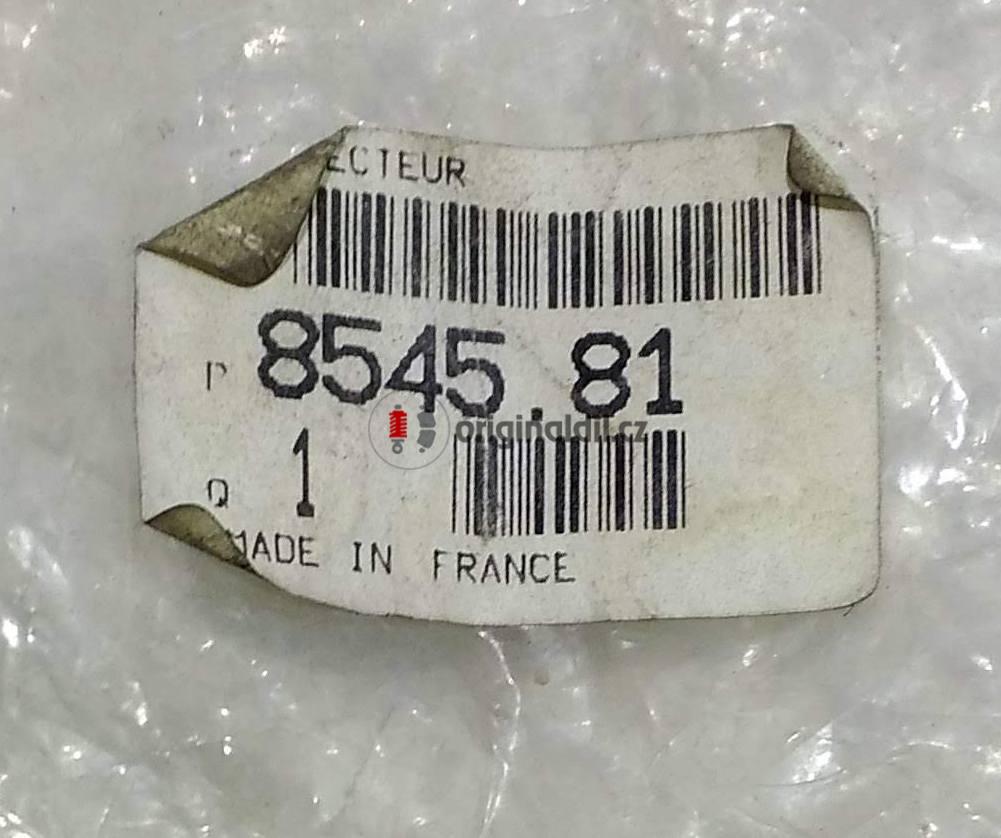 ECTEUR
P 8545.81
originaldil.cz
Q 1
MADE IN FRANCE